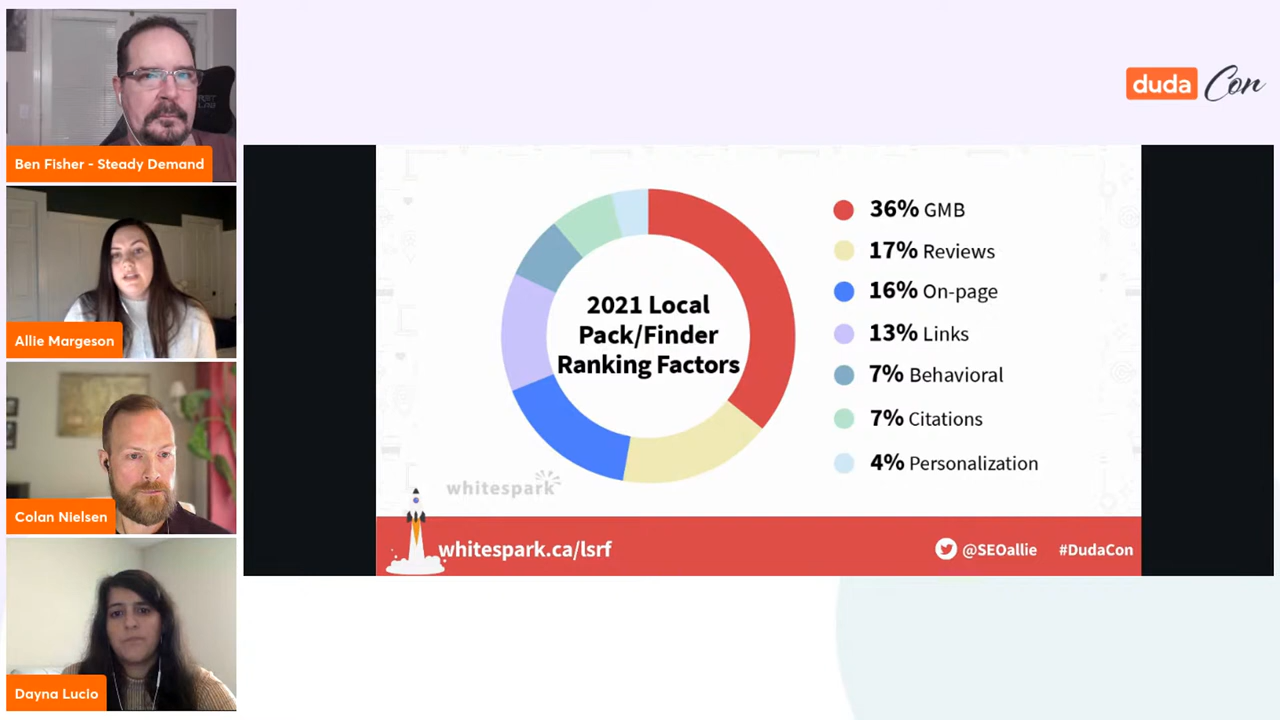 Ben Fisher - Steady Demand
Allie Margeson
Colan Nielsen
Dayna Lucio
duda Con
2021 Local
Pack/Finder
Ranking Factors
36% GMB
17% Reviews
16% On-page
13% Links
7% Behavioral
7% Citations
4% Personalization
whitespark
whitespark.ca/lsrf
@SEOallie #DudaCon